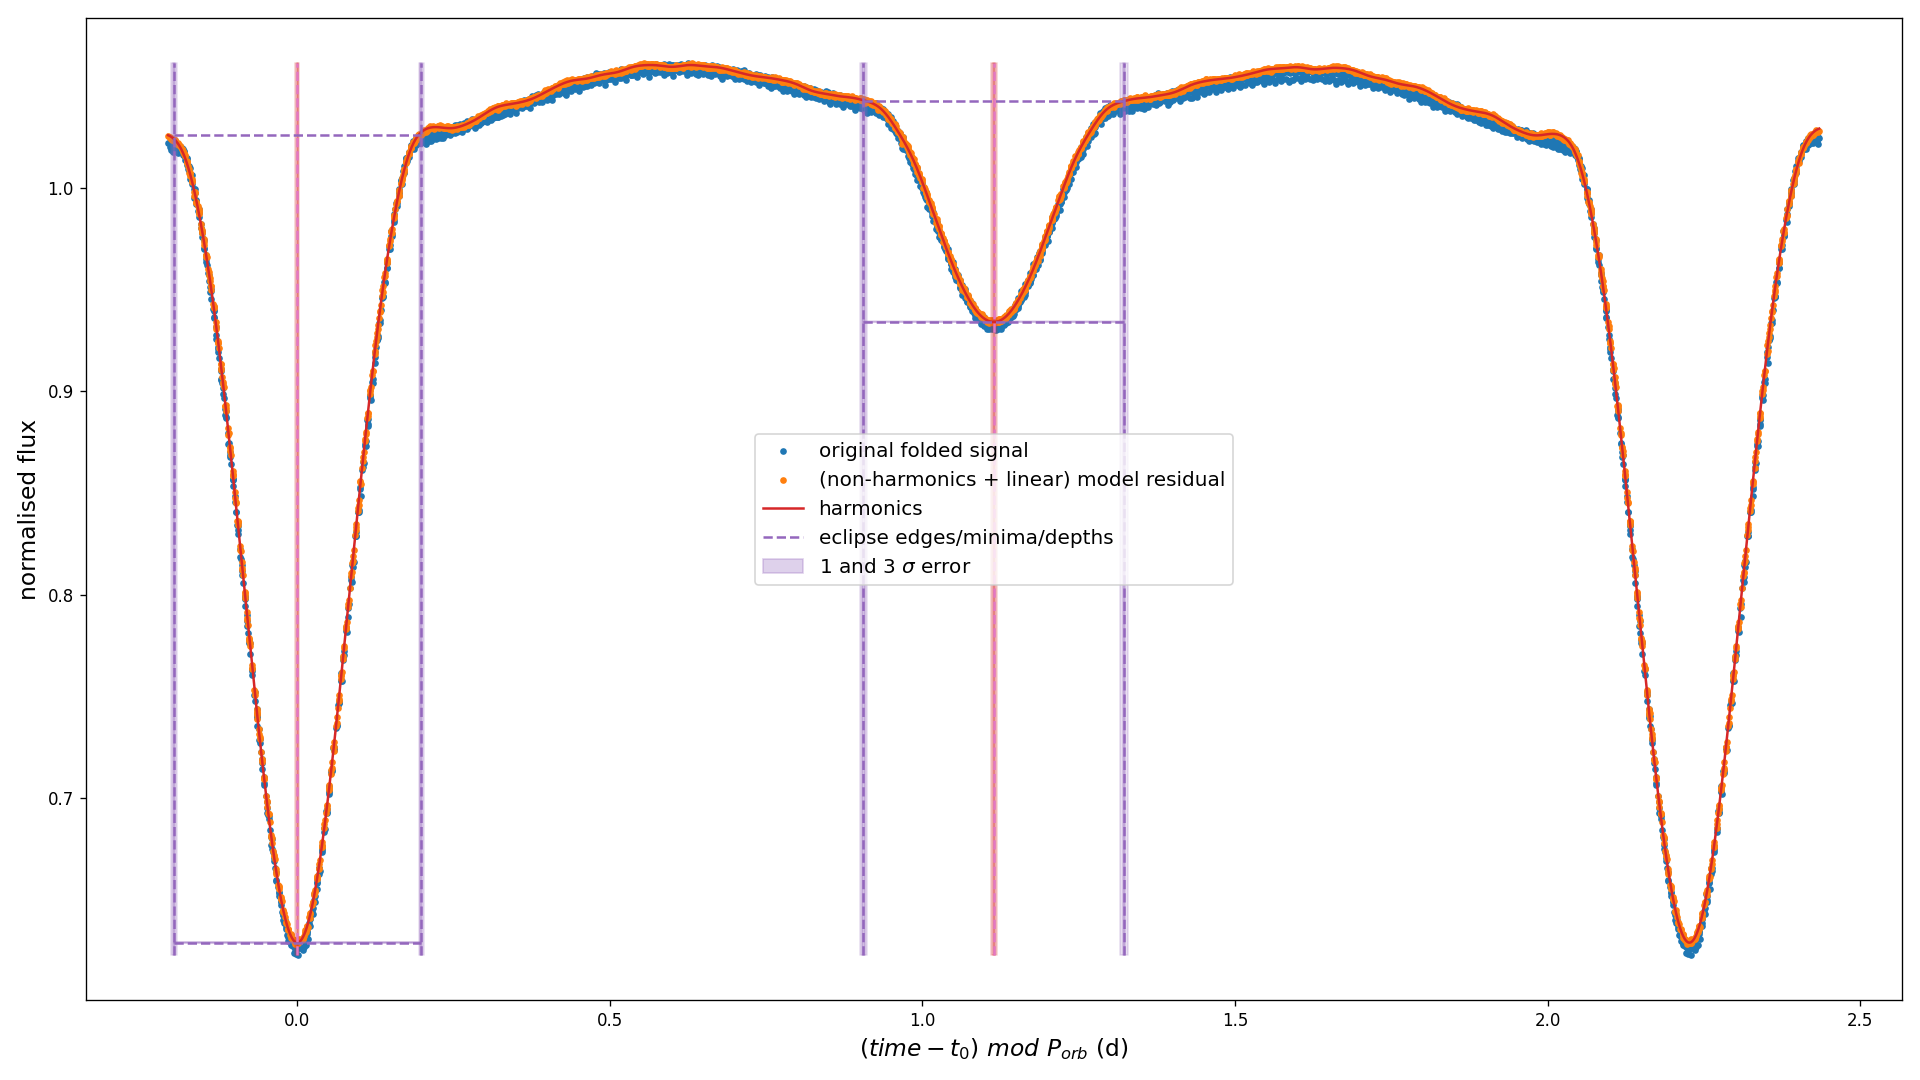 normalised flux
1.0
0.9
0.8
0.7
original folded signal
(non-harmonics + linear) model residual
harmonics
eclipse edges/minima/depths
1 and 3 σ error
0.0 0.5 1.0 1.5 2.0 2.5
(time − t₀) mod Pₒᵣb (d)